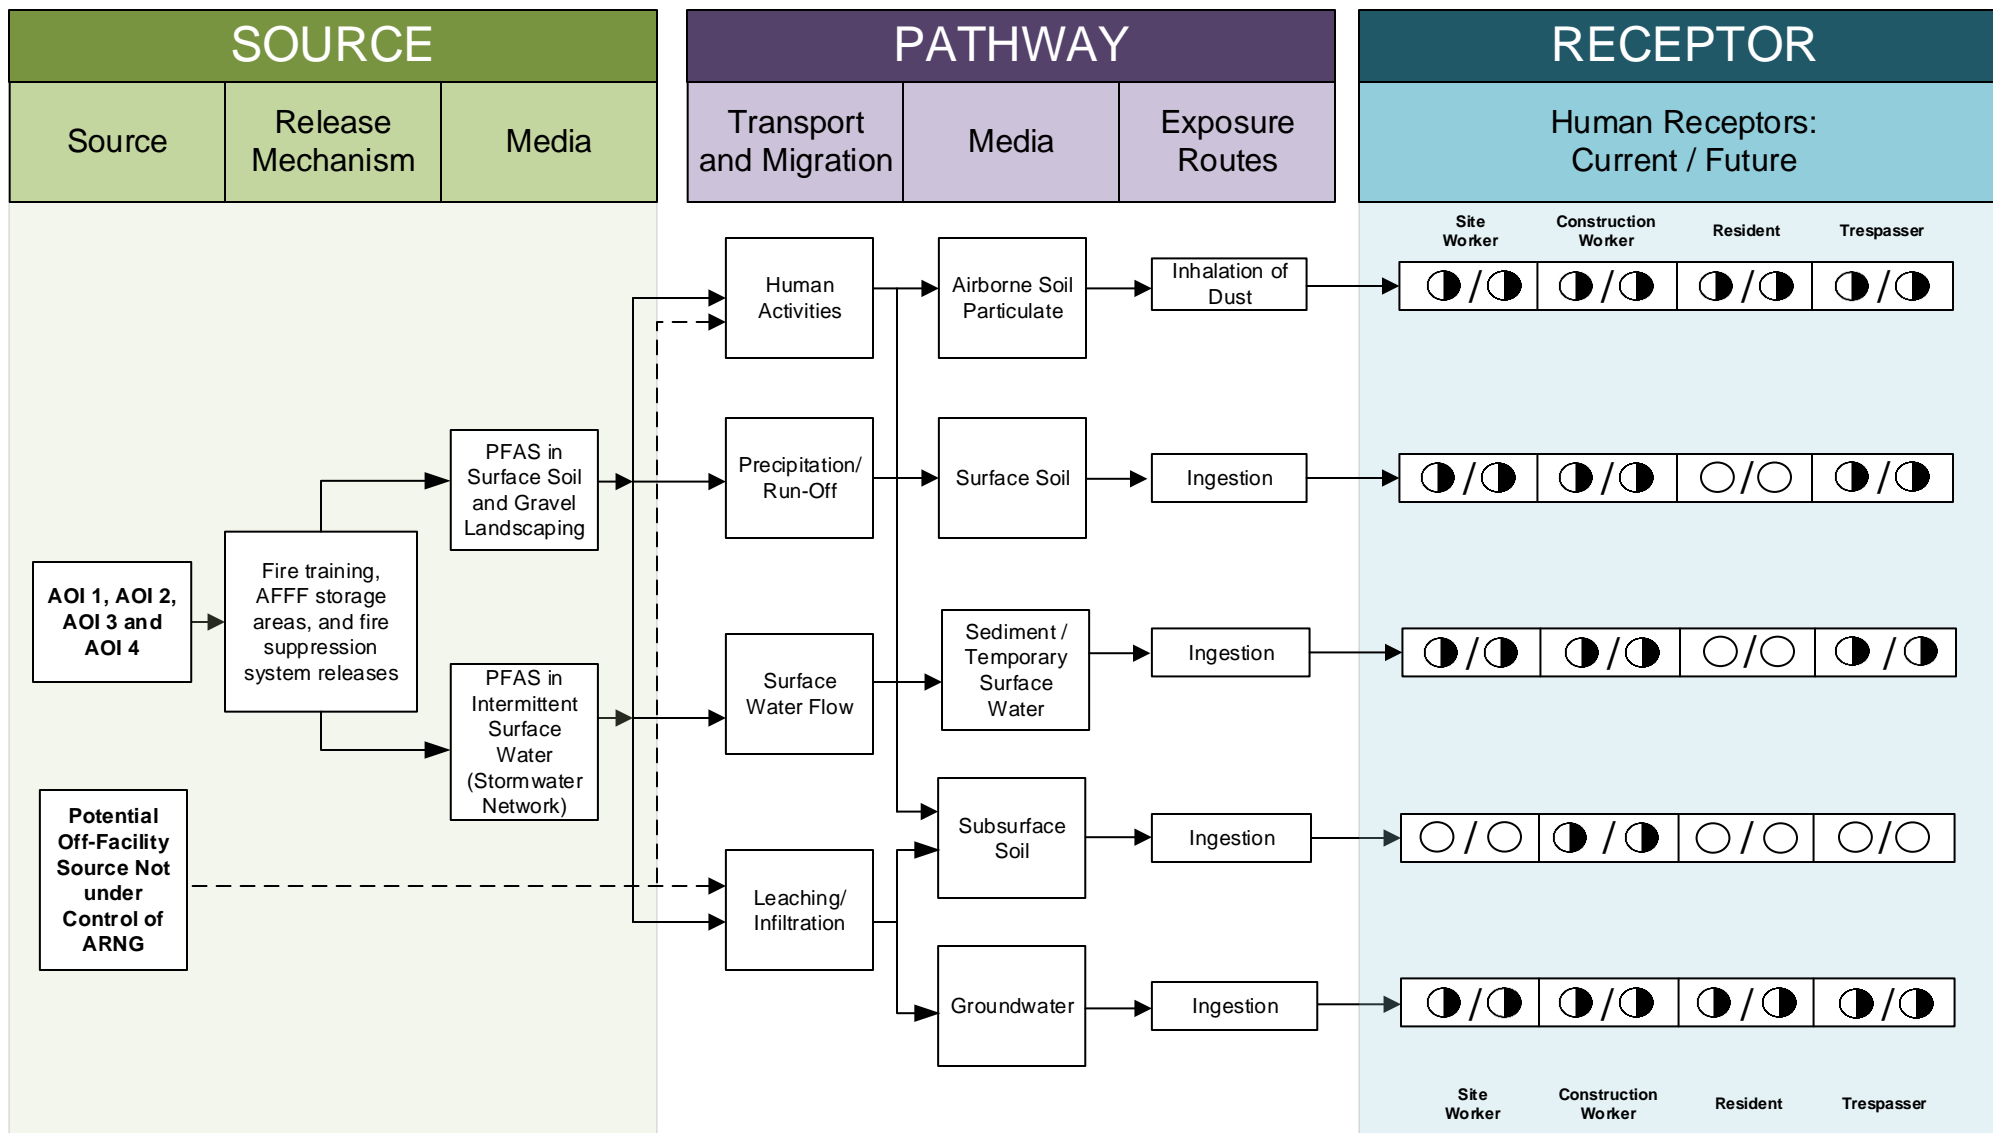 SOURCE
PATHWAY
RECEPTOR
Source
Release
Mechanism
Media
Transport
and Migration
Media
Exposure
Routes
Human Receptors:
Current / Future
Site
Worker
Construction
Worker
Resident
Trespasser
Human
Activities
Airborne Soil
Particulate
Inhalation of
Dust
/
/
/
/
PFAS in
Surface Soil
and Gravel
Landscaping
Precipitation/
Run-Off
Surface Soil
Ingestion
/
/
/
/
AOI 1, AOI 2,
AOI 3 and
AOI 4
Fire training,
AFFF storage
areas, and fire
suppression
system releases
PFAS in
Intermittent
Surface
Water
(Stormwater
Network)
Surface
Water Flow
Sediment /
Temporary
Surface
Water
Ingestion
/
/
/
/
Subsurface
Soil
Ingestion
/
/
/
/
Potential
Off-Facility
Source Not
under
Control of
ARNG
Leaching/
Infiltration
Groundwater
Ingestion
/
/
/
/
Site
Worker
Construction
Worker
Resident
Trespasser